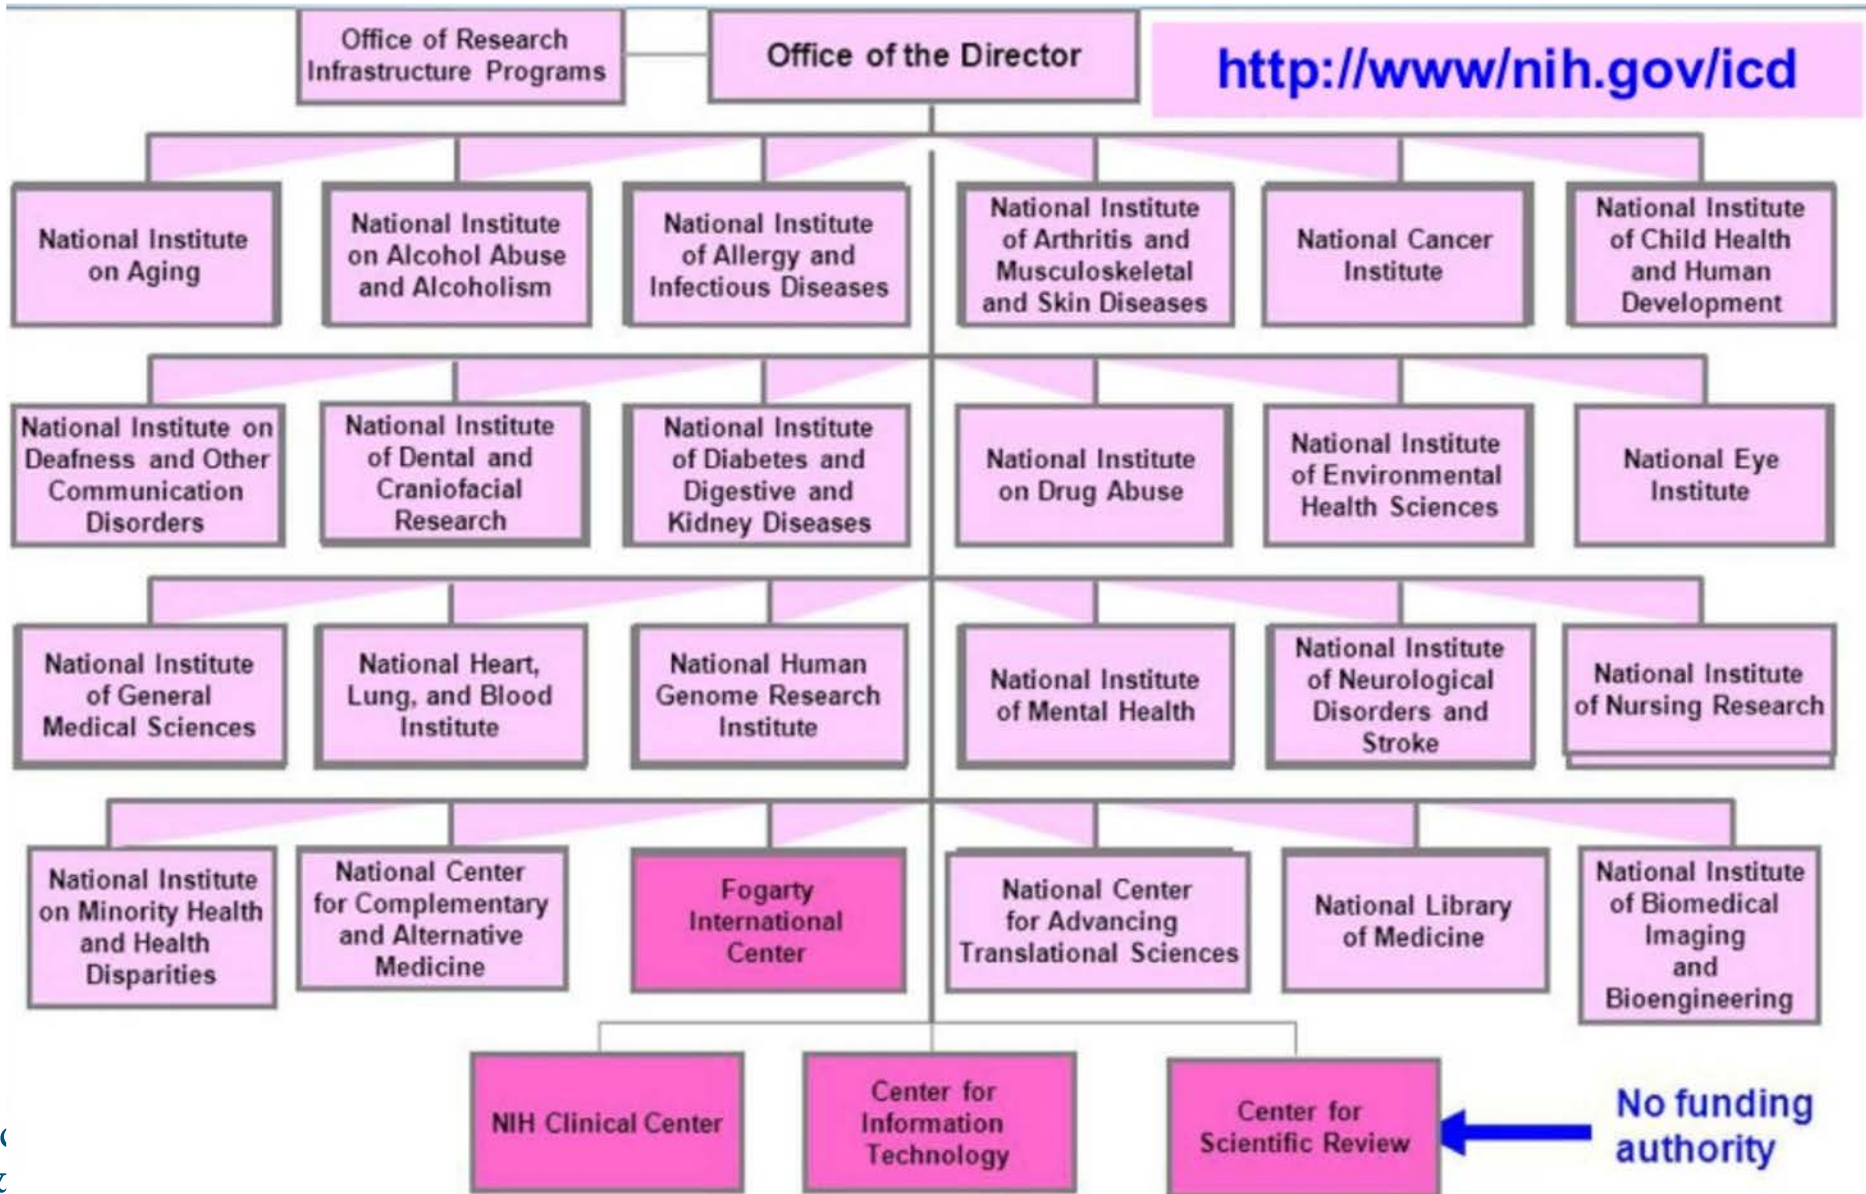 Office of Research
Infrastructure Programs
Office of the Director
http://www/nih.gov/icd
National Institute
on Aging
National Institute
on Alcohol Abuse
and Alcoholism
National Institute
of Allergy and
Infectious Diseases
National Institute
of Arthritis and
Musculoskeletal
and Skin Diseases
National Cancer
Institute
National Institute
of Child Health
and Human
Development
National Institute on
Deafness and Other
Communication
Disorders
National Institute
of Dental and
Craniofacial
Research
National Institute
of Diabetes and
Digestive and
Kidney Diseases
National Institute
on Drug Abuse
National Institute
of Environmental
Health Sciences
National Eye
Institute
National Institute
of General
Medical Sciences
National Heart,
Lung, and Blood
Institute
National Human
Genome Research
Institute
National Institute
of Mental Health
National Institute
of Neurological
Disorders and
Stroke
National Institute
of Nursing Research
National Institute
on Minority Health
and Health
Disparities
National Center
for Complementary
and Alternative
Medicine
Fogarty
International
Center
National Center
for Advancing
Translational Sciences
National Library
of Medicine
National Institute
of Biomedical
Imaging
and
Bioengineering
NIH Clinical Center
Center for
Information
Technology
Center for
Scientific Review
No funding
authority